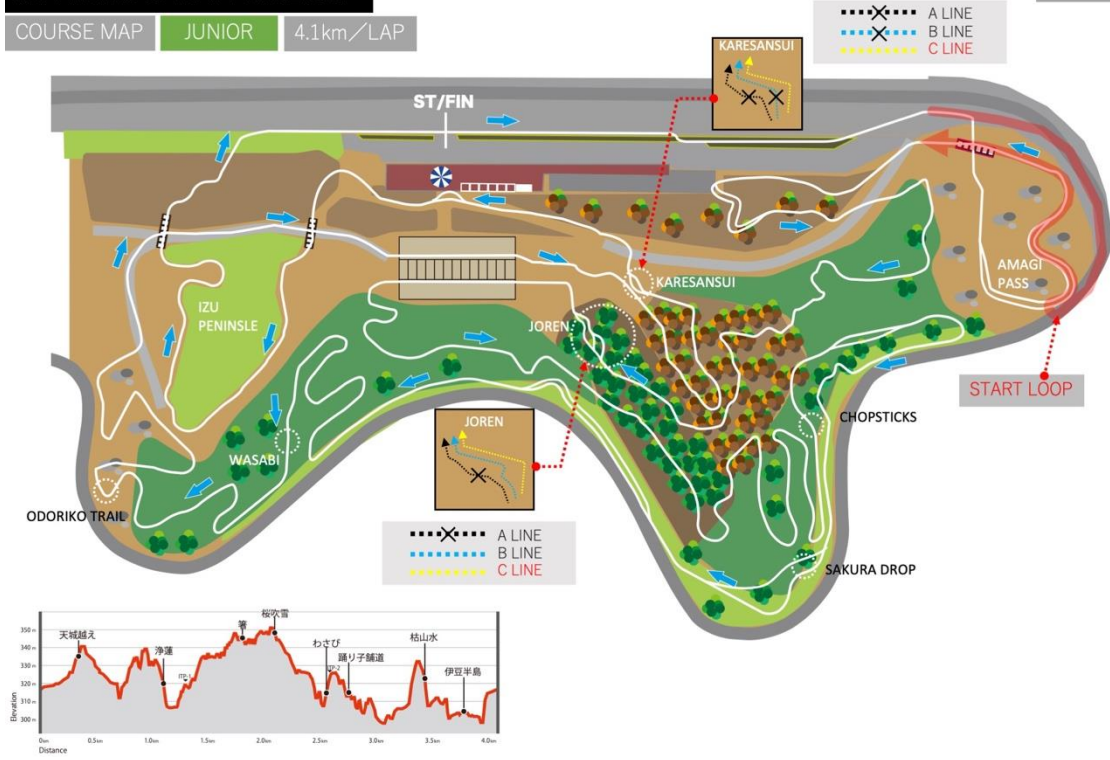 COURSE MAP
JUNIOR
4.1km／LAP
A LINE
B LINE
C LINE
KARESANSUI
ST/FIN
AMAGI
PASS
KARESANSUI
IZU
PENINSLE
JOREN
START LOOP
CHOPSTICKS
JOREN
WASABI
ODORIKO TRAIL
A LINE
B LINE
C LINE
SAKURA DROP
350 m
340 m
330 m
320 m
310 m
300 m
Elevation
天城越え
浄蓮
ITP-1
箸
桜吹雪
わさび
ITP-2
踊り子舗道
枯山水
伊豆半島
0km
0.5km
1.0km
1.5km
2.0km
2.5km
3.0km
3.5km
4.0km
Distance